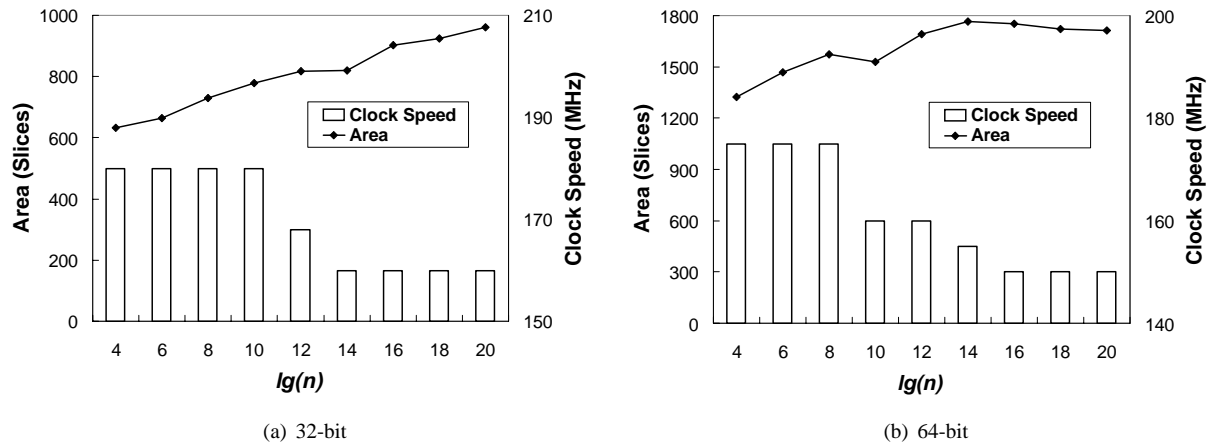 1000
800
600
400
200
0
Area (Slices)
210
190
170
150
Clock Speed (MHz)
Clock Speed
Area
4 6 8 10 12 14 16 18 20
lg(n)
(a) 32-bit
1800
1500
1200
900
600
300
0
Area (Slices)
200
180
160
140
Clock Speed (MHz)
Clock Speed
Area
4 6 8 10 12 14 16 18 20
lg(n)
(b) 64-bit